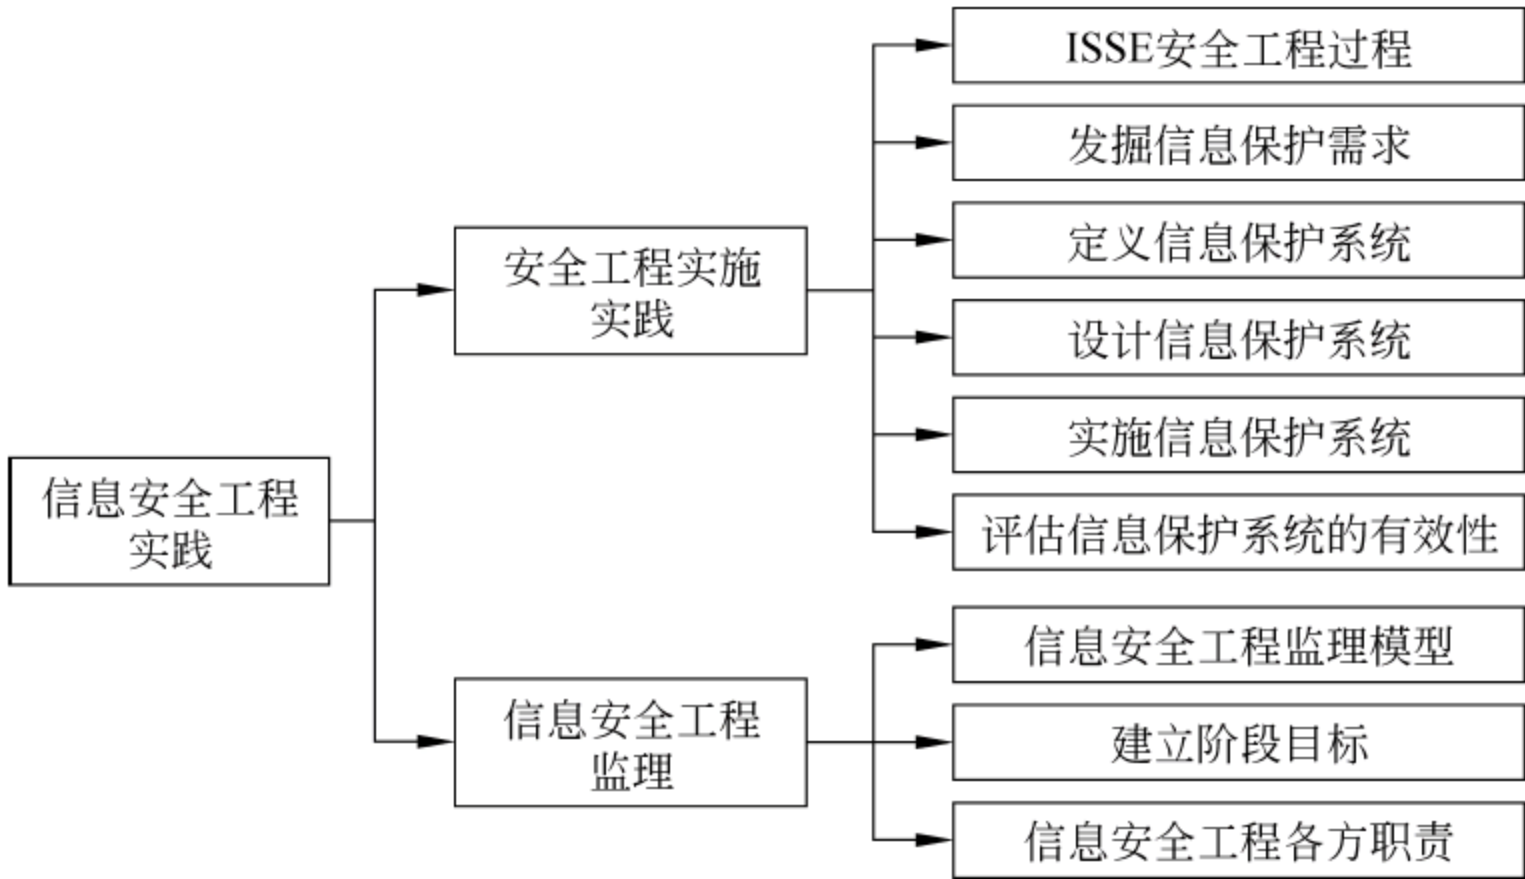 信息安全工程
实践
安全工程实施
实践
ISSE安全工程过程
发掘信息保护需求
定义信息保护系统
设计信息保护系统
实施信息保护系统
评估信息保护系统的有效性
信息安全工程
监理
信息安全工程监理模型
建立阶段目标
信息安全工程各方职责